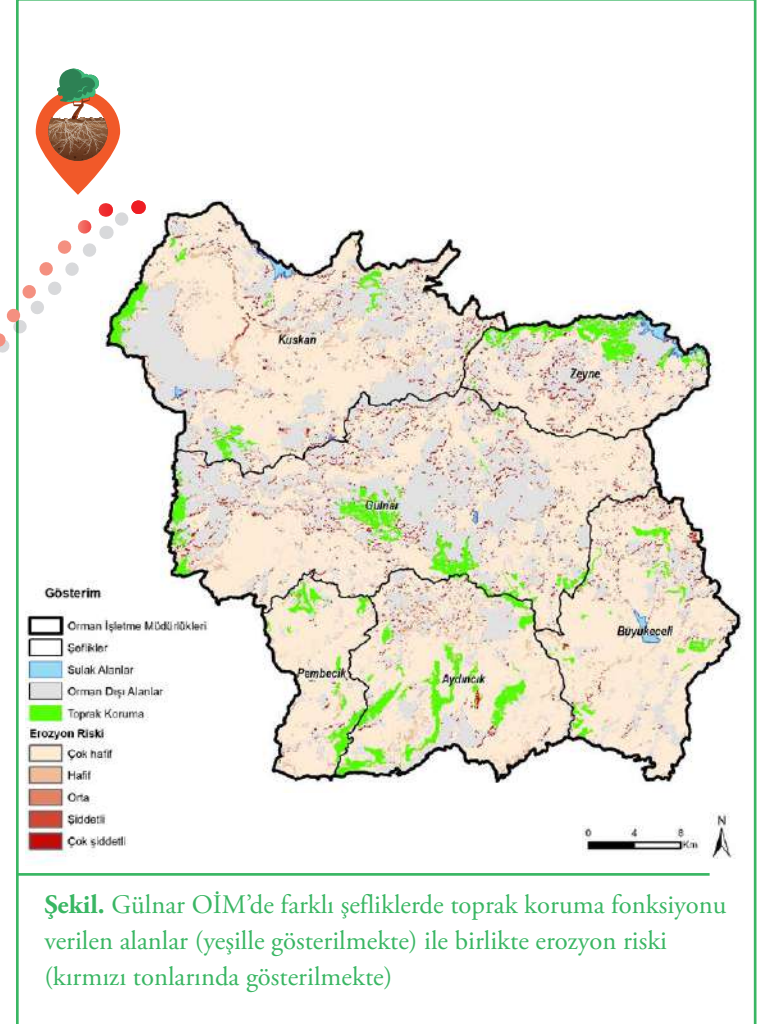 Kuskan
Zeyne
Gülnar
Büyükeceli
Pembecik
Aydıncık
Gösterim
Orman İşletme Müdürlükleri
Şeflikler
Sulak Alanlar
Orman Dışı Alanlar
Toprak Koruma
Erozyon Riski
Çok hafif
Hafif
Orta
Şiddetli
Çok şiddetli
N
0 4 8
Km
Şekil. Gülnar OİM’de farklı şefliklerde toprak koruma fonksiyonu
verilen alanlar (yeşille gösterilmekte) ile birlikte erozyon riski
(kırmızı tonlarında gösterilmekte)